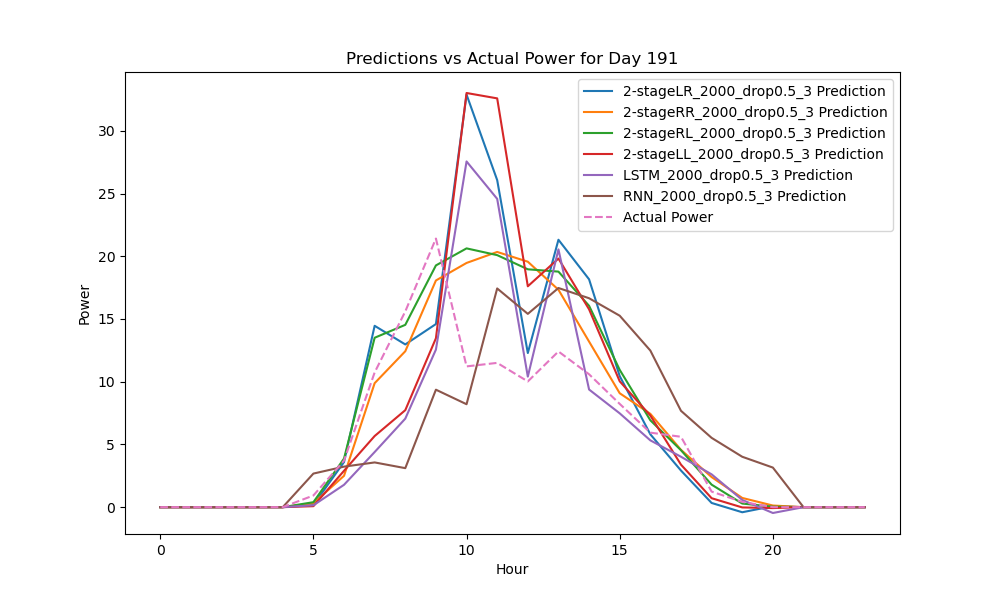 Predictions vs Actual Power for Day 191
2-stageLR_2000_drop0.5_3 Prediction
2-stageRR_2000_drop0.5_3 Prediction
2-stageRL_2000_drop0.5_3 Prediction
2-stageLL_2000_drop0.5_3 Prediction
LSTM_2000_drop0.5_3 Prediction
RNN_2000_drop0.5_3 Prediction
Actual Power
Power
30
25
20
15
10
5
0
0 5 10 15 20
Hour